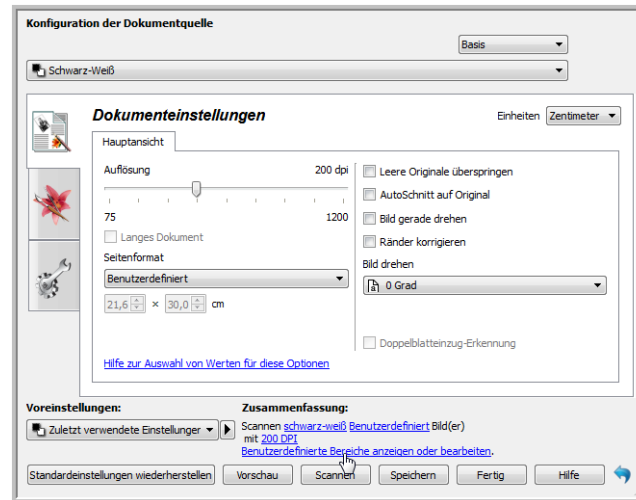 Konfiguration der Dokumentquelle
Basis
Schwarz-Weiß
Dokumenteinstellungen
Einheiten Zentimeter
Hauptansicht
Auflösung 200 dpi
75 1200
Langes Dokument
Seitenformat
Benutzerdefiniert
21,6 × 30,0 cm
Hilfe zur Auswahl von Werten für diese Optionen
Leere Originale überspringen
AutoSchnitt auf Original
Bild gerade drehen
Ränder korrigieren
Bild drehen
0 Grad
Doppelblatteinzug-Erkennung
Voreinstellungen:
Zuletzt verwendete Einstellunger
Zusammenfassung:
Scannen schwarz-weiß Benutzerdefiniert Bild(er)
mit 200 DPI
Benutzerdefinierte Bereiche anzeigen oder bearbeiten.
Standardeinstellungen wiederherstellen Vorschau Scannen Speichern Fertig Hilfe